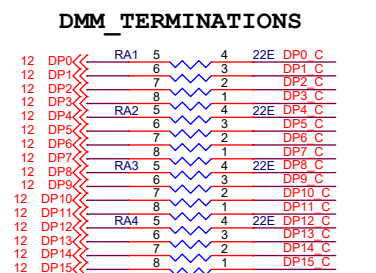 DMM_TERMINATIONS
12 DP0 RA1 5 4 22E DP0_C
12 DP1 6 3 DP1_C
12 DP2 7 2 DP2_C
12 DP3 8 1 DP3_C
12 DP4 RA2 5 4 22E DP4_C
12 DP5 6 3 DP5_C
12 DP6 7 2 DP6_C
12 DP7 8 1 DP7_C
12 DP8 RA3 5 4 22E DP8_C
12 DP9 6 3 DP9_C
12 DP10 7 2 DP10_C
12 DP11 8 1 DP11_C
12 DP12 RA4 5 4 22E DP12_C
12 DP13 6 3 DP13_C
12 DP14 7 2 DP14_C
12 DP15 8 1 DP15_C